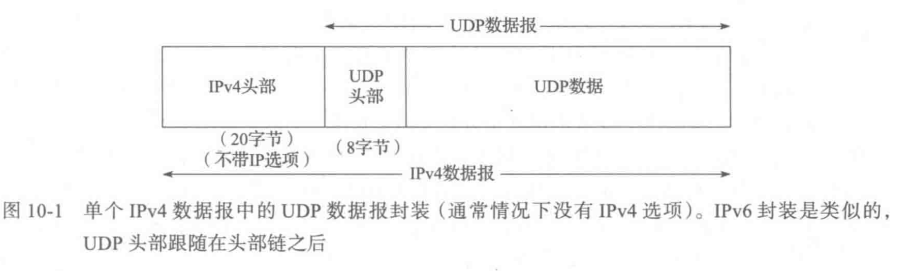 UDP数据报
IPv4头部
UDP
头部
UDP数据
(20字节)
(不带IP选项)
(8字节)
IPv4数据报
图 10-1 单个 IPv4 数据报中的 UDP 数据报封装(通常情况下没有 IPv4 选项)。IPv6 封装是类似的,
UDP 头部跟随在头部链之后